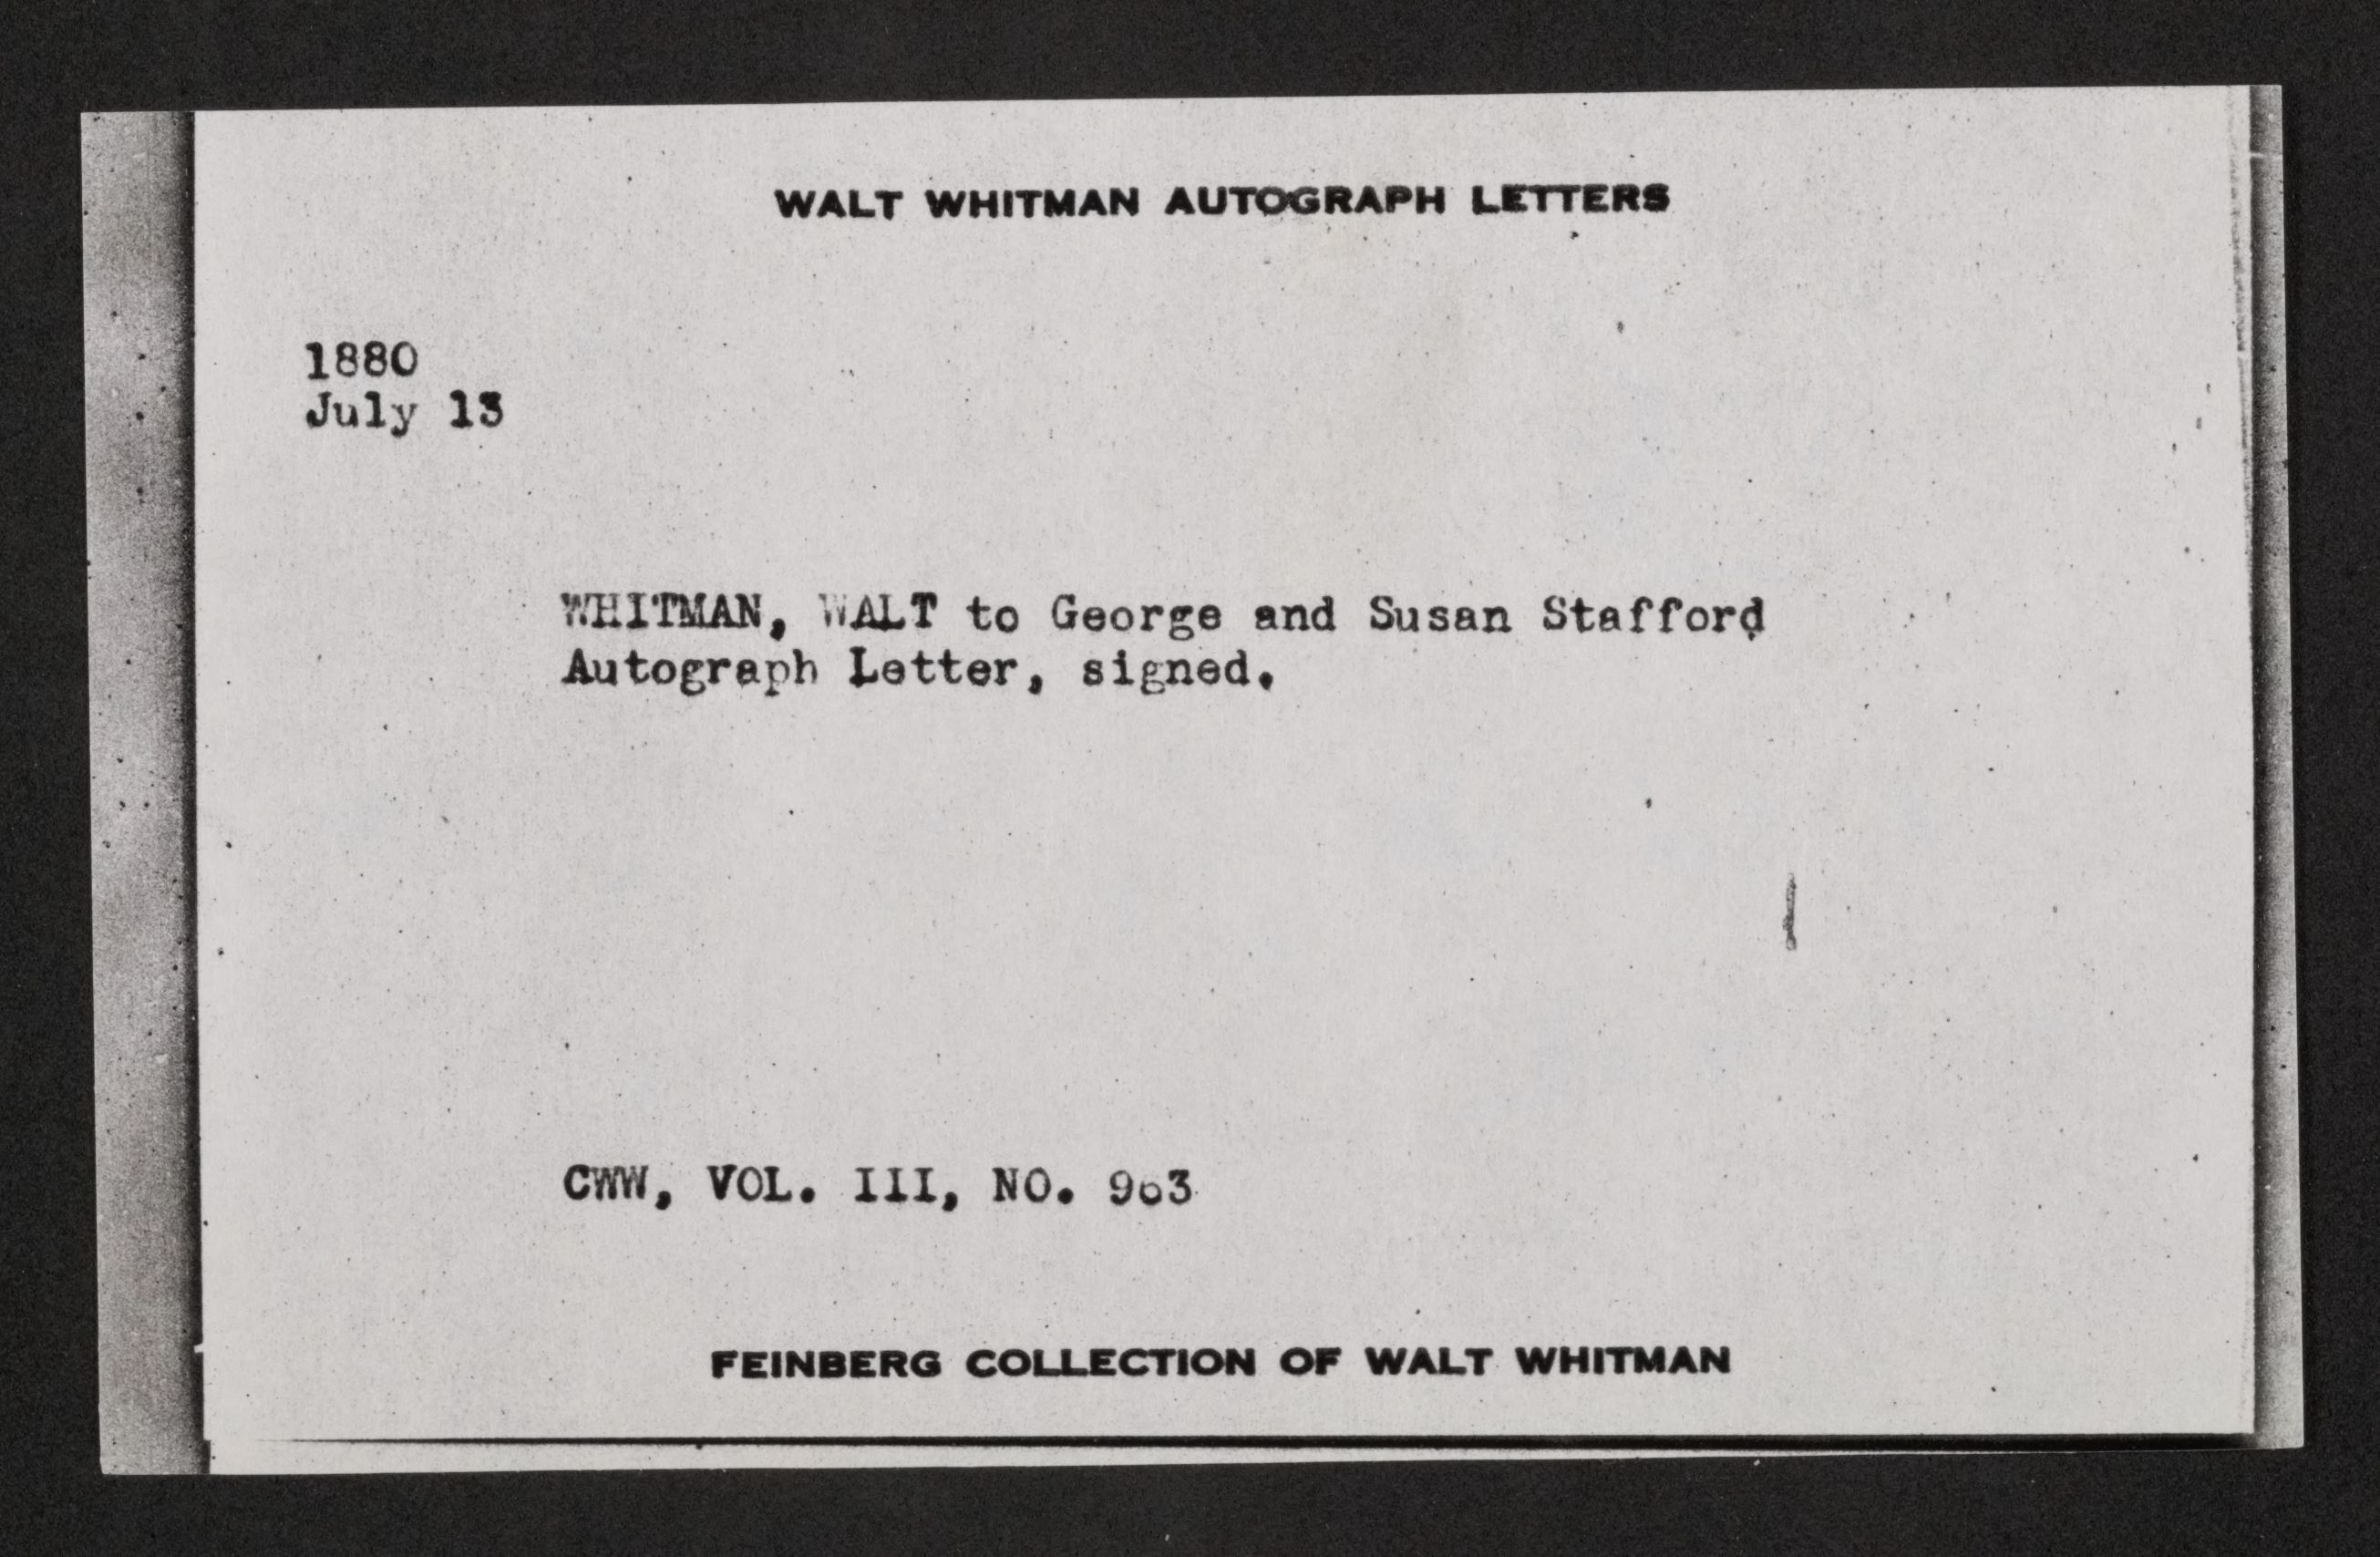 WALT WHITMAN AUTOGRAPH LETTERS
1880
July 13
WHITMAN, WALT to George and Susan Stafford
Autograph Letter, signed.
CWW, VOL. III, NO. 963
FEINBERG COLLECTION OF WALT WHITMAN